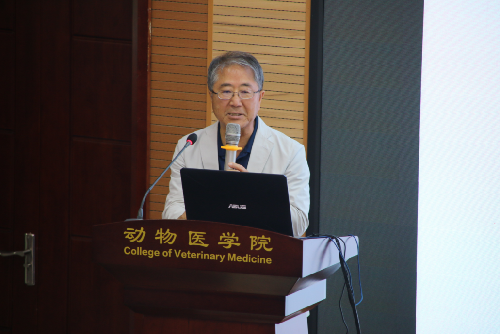 ASUS
动物医学院
College of Veterinary Medicine